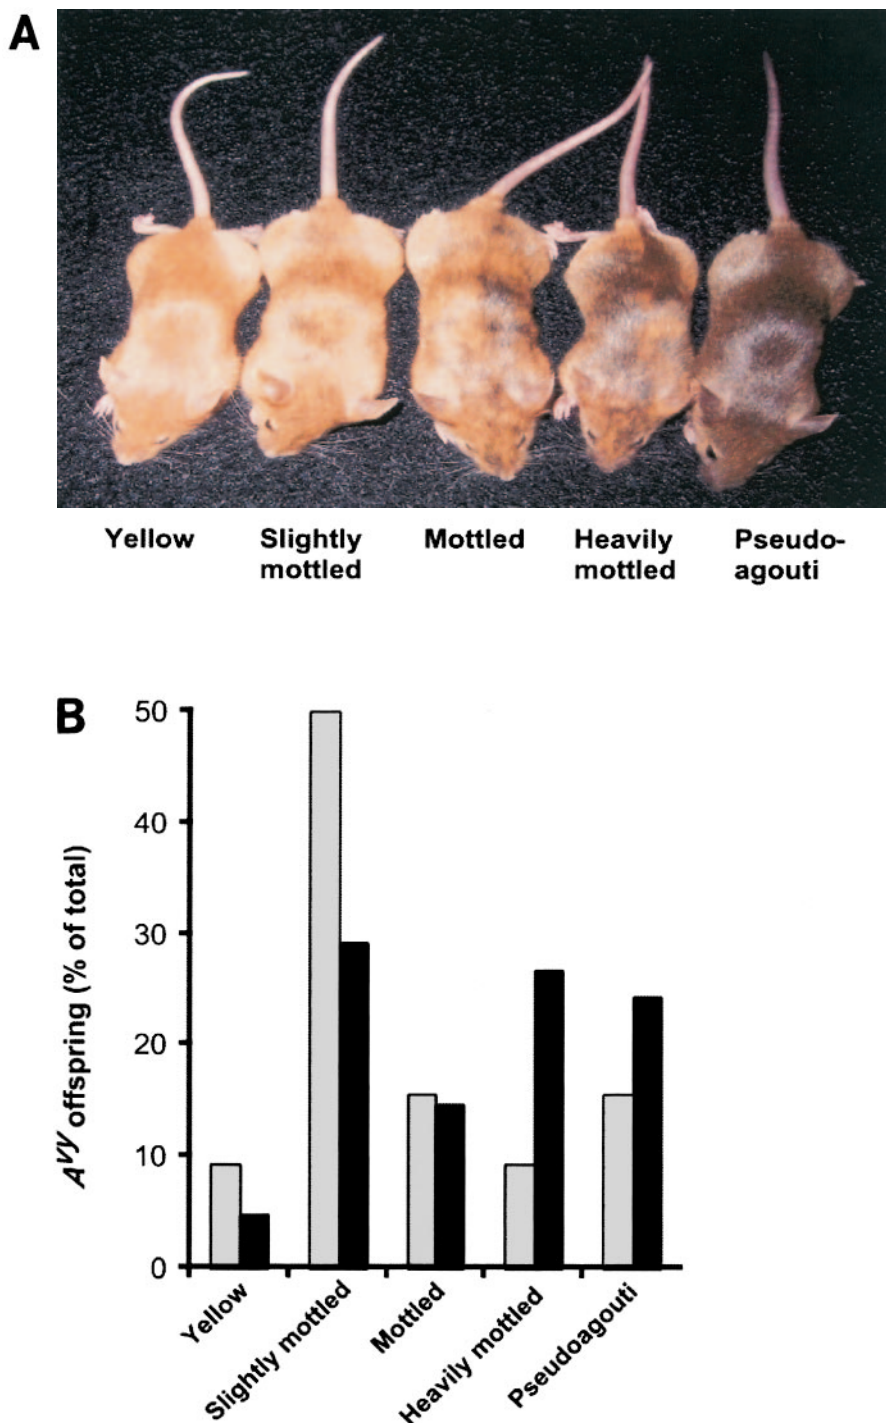 A
Yellow
Slightly
mottled
Mottled
Heavily
mottled
Pseudo-
agouti
B
A^vy offspring (% of total)
50
40
30
20
10
0
Yellow
Slightly mottled
Mottled
Heavily mottled
Pseudoagouti